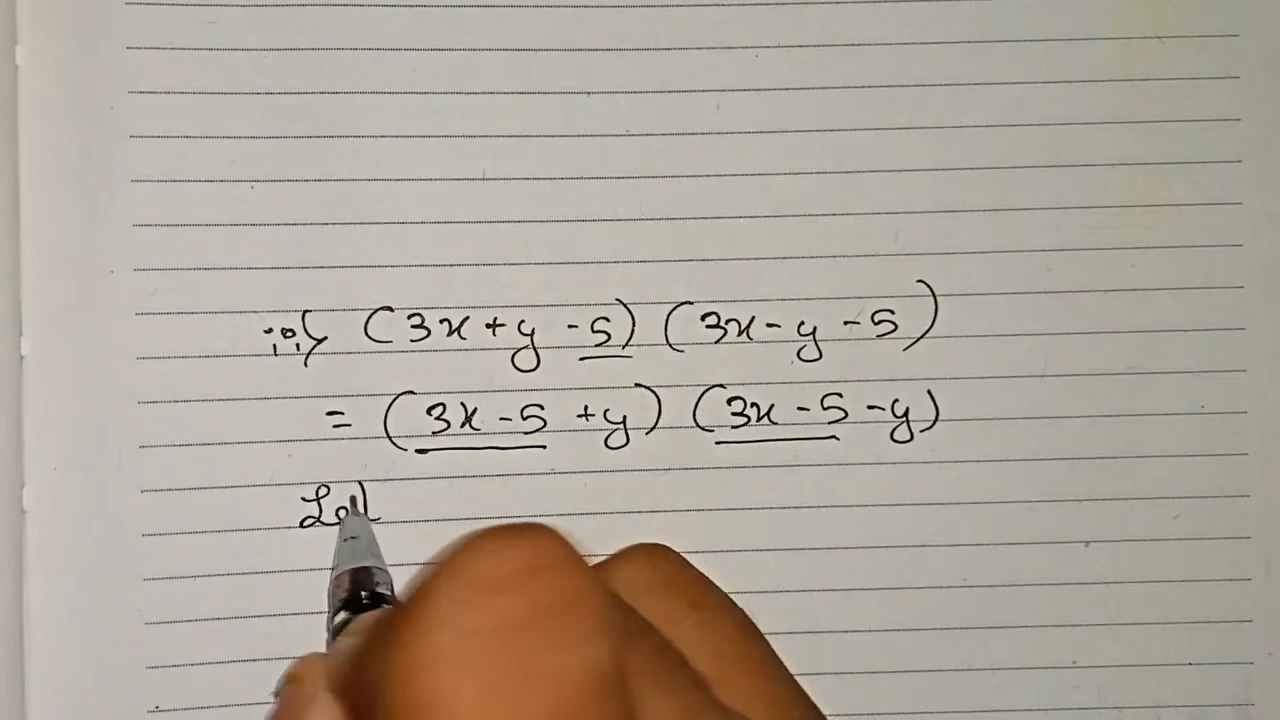 iii) (3x + y - 5) (3x - y - 5)
= (3x - 5 + y) (3x - 5 - y)
Let